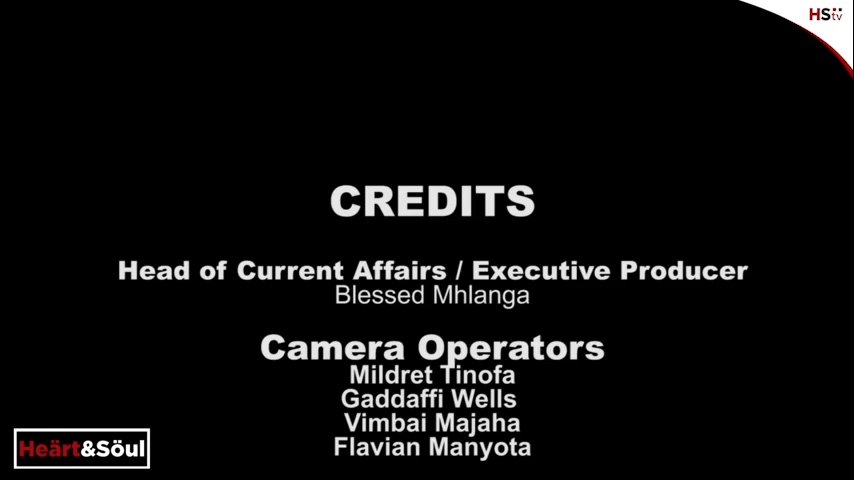 HStv
CREDITS
Head of Current Affairs / Executive Producer
Blessed Mhlanga
Camera Operators
Mildret Tinofa
Gaddaffi Wells
Vimbai Majaha
Flavian Manyota
Heärt&Söul